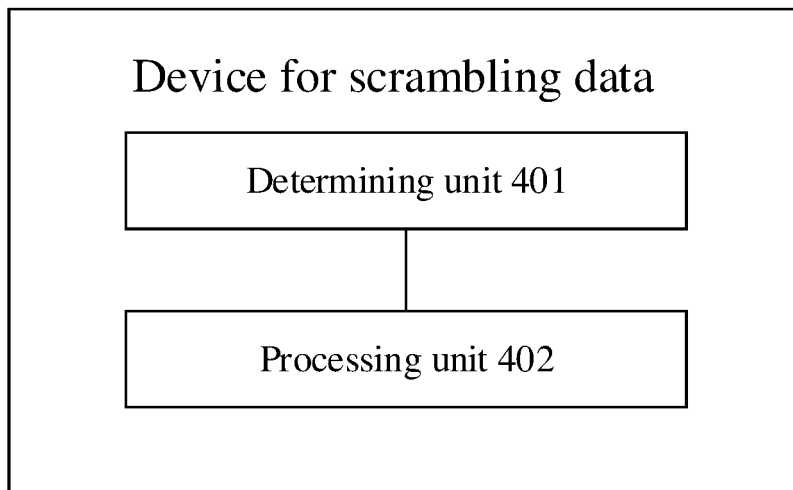 Device for scrambling data
Determining unit 401
Processing unit 402